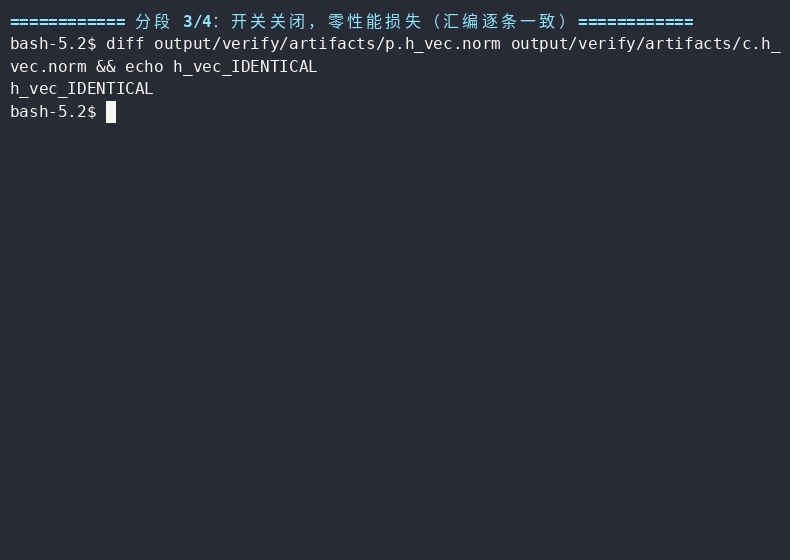 ============ 分段 3/4：开关关闭，零性能损失（汇编逐条一致）============
bash-5.2$ diff output/verify/artifacts/p.h_vec.norm output/verify/artifacts/c.h_
vec.norm && echo h_vec_IDENTICAL
h_vec_IDENTICAL
bash-5.2$